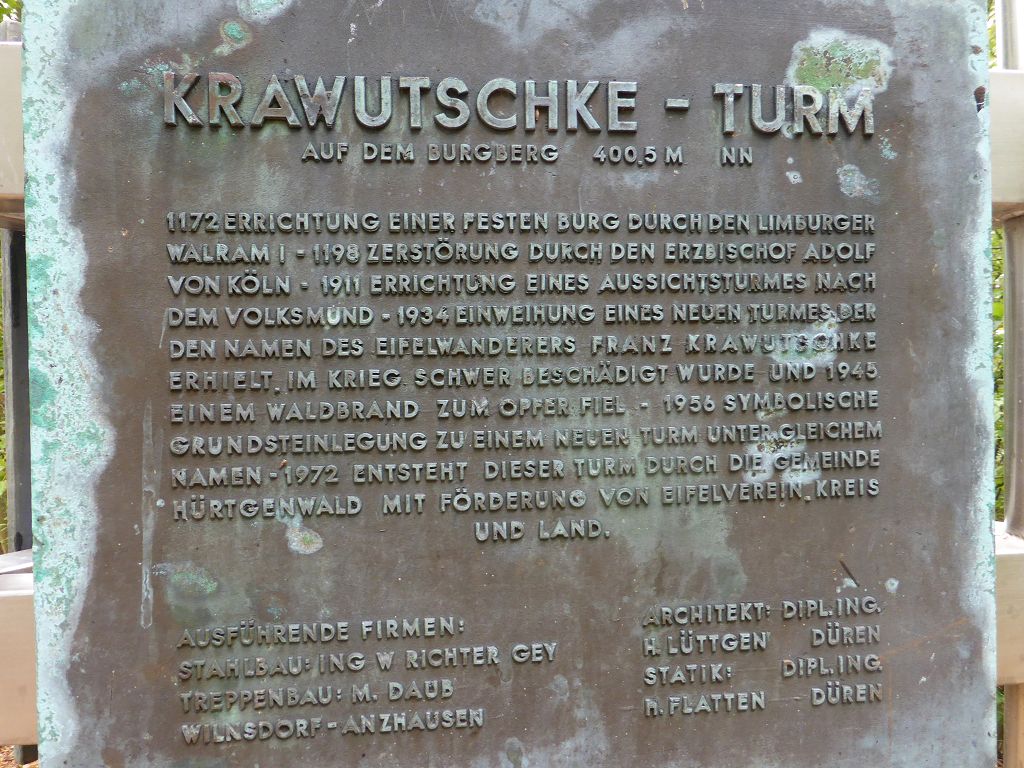 KRAWUTSCHKE - TURM
AUF DEM BURGBERG 400,5 M NN
1172 ERRICHTUNG EINER FESTEN BURG DURCH DEN LIMBURGER
WALRAM I - 1198 ZERSTÖRUNG DURCH DEN ERZBISCHOF ADOLF
VON KÖLN - 1911 ERRICHTUNG EINES AUSSICHTSTURMES NACH
DEM VOLKSMUND - 1934 EINWEIHUNG EINES NEUEN TURMES DER
DEN NAMEN DES EIFELWANDERERS FRANZ KRAWUTSCHKE
ERHIELT, IM KRIEG SCHWER BESCHÄDIGT WURDE UND 1945
EINEM WALDBRAND ZUM OPFER FIEL - 1956 SYMBOLISCHE
GRUNDSTEINLEGUNG ZU EINEM NEUEN TURM UNTER GLEICHEM
NAMEN - 1972 ENTSTEHT DIESER TURM DURCH DIE GEMEINDE
HÜRTGENWALD MIT FÖRDERUNG VON EIFELVEREIN, KREIS
UND LAND.
AUSFÜHRENDE FIRMEN:
STAHLBAU: ING W RICHTER GEY
TREPPENBAU: M. DAUB
WILNSDORF-ANZHAUSEN
ARCHITEKT: DIPL.ING.
H. LÜTTGEN DÜREN
STATIK: DIPL.ING.
H. FLATTEN DÜREN